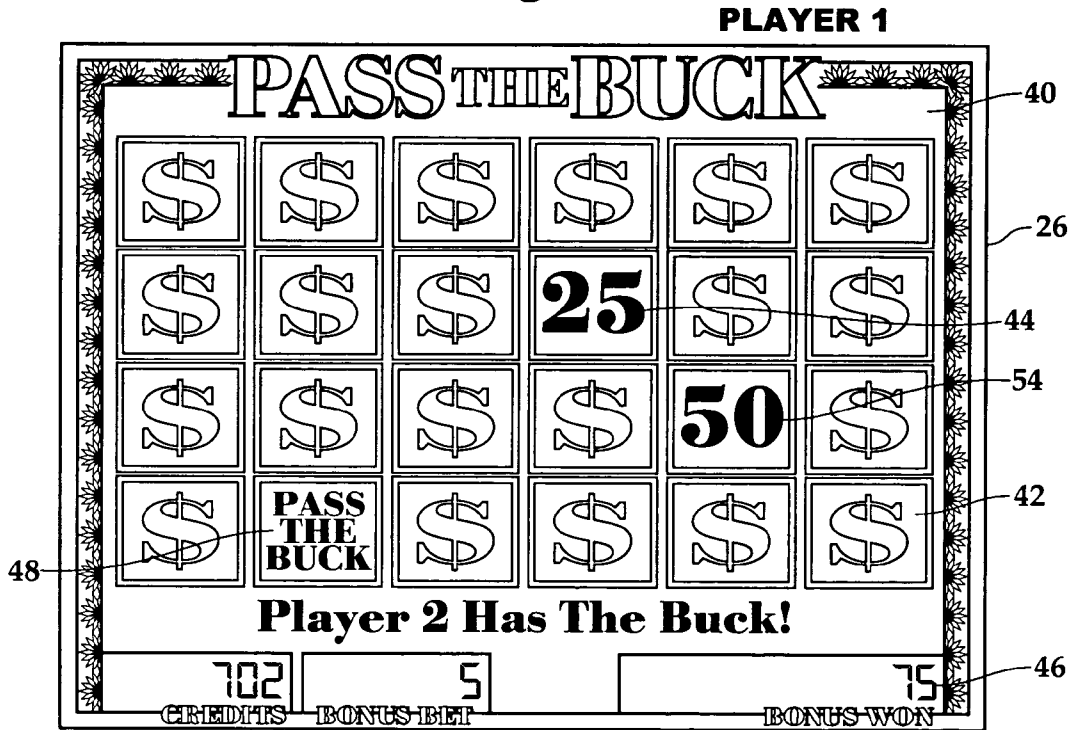 PLAYER 1
PASS THE BUCK
40
$ $ $ $ $ $
26
$ $ $ 25 $ $
44
$ $ $ $ 50 $
54
$ PASS THE BUCK $ $ $ $
42
48
Player 2 Has The Buck!
702 5 75
46
CREDITS BONUS BET BONUS WON